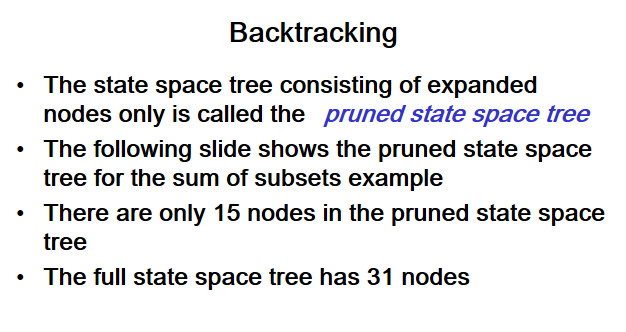 Backtracking
• The state space tree consisting of expanded
nodes only is called the pruned state space tree
• The following slide shows the pruned state space
tree for the sum of subsets example
• There are only 15 nodes in the pruned state space
tree
• The full state space tree has 31 nodes